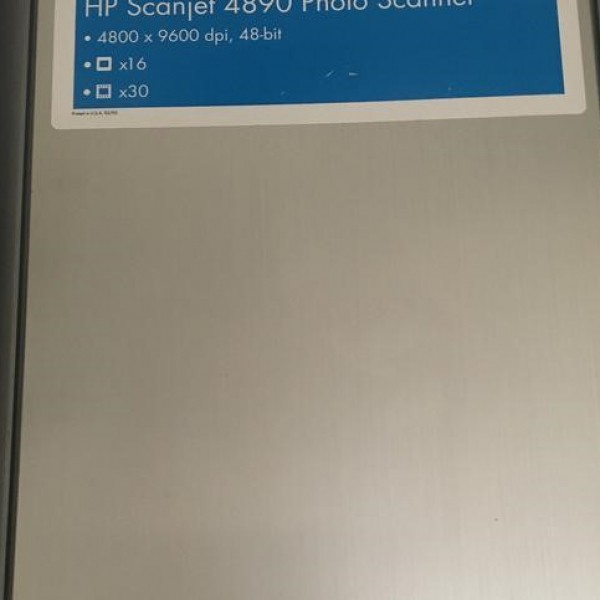 HP Scanjet 4890 Photo Scanner
• 4800 x 9600 dpi, 48-bit
• x16
• x30